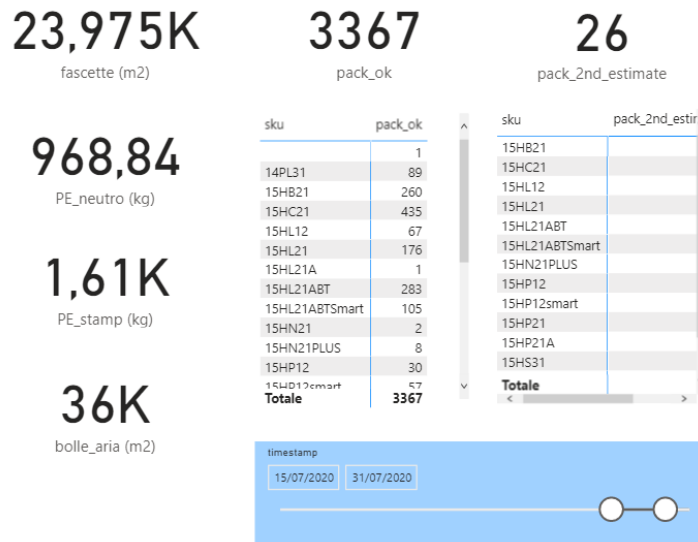 23,975K
fascette (m2)
3367
pack_ok
26
pack_2nd_estimate
968,84
PE_neutro (kg)
1,61K
PE_stamp (kg)
36K
bolle_aria (m2)
sku pack_ok
1
14PL31 89
15HB21 260
15HC21 435
15HL12 67
15HL21 176
15HL21A 1
15HL21ABT 283
15HL21ABTSmart 105
15HN21 2
15HN21PLUS 8
15HP12 30
15HP12smart 57
Totale 3367
sku pack_2nd_estir
15HB21
15HC21
15HL12
15HL21
15HL21ABT
15HL21ABTSmart
15HN21PLUS
15HP12
15HP12smart
15HP21
15HP21A
15HS31
Totale
timestamp
15/07/2020 31/07/2020